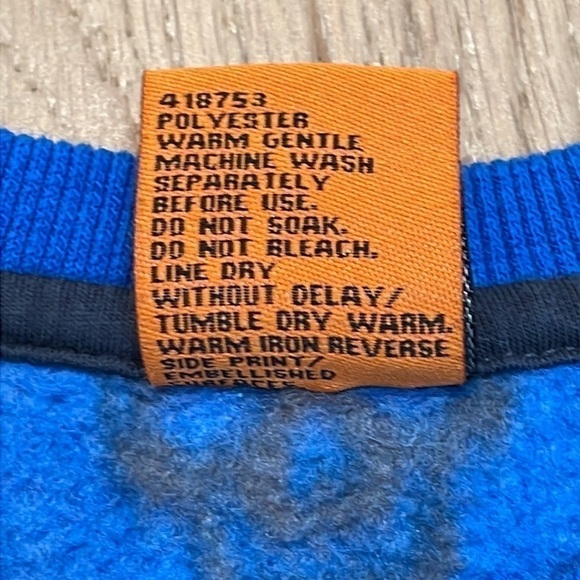 418753
POLYESTER
WARM GENTLE
MACHINE WASH
SEPARATELY
BEFORE USE.
DO NOT SOAK.
DO NOT BLEACH.
LINE DRY
WITHOUT DELAY/
TUMBLE DRY WARM.
WARM IRON REVERSE
SIDE PRINT/
EMBELLISHED